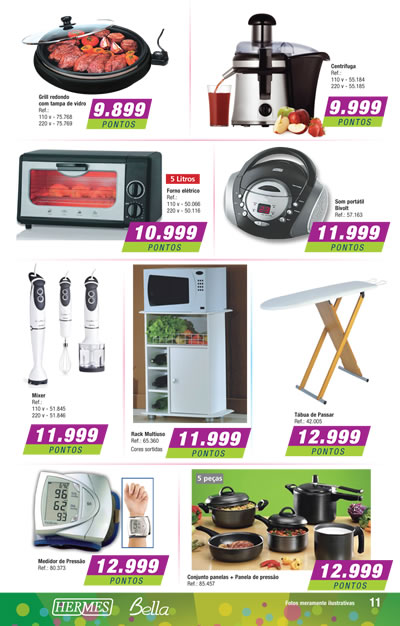 Grill redondo
com tampa de vidro
Ref.:
110 v - 75.768
220 v - 75.769
9.899
PONTOS
Centrífuga
Ref.:
110 v - 55.184
220 v - 55.185
9.999
PONTOS
5 Litros
Forno elétrico
Ref.:
110 v - 50.066
220 v - 50.116
10.999
PONTOS
Som portátil
Bivolt
Ref.: 57.163
11.999
PONTOS
Mixer
Ref.:
110 v - 51.845
220 v - 51.846
11.999
PONTOS
Rack Multiuso
Ref.: 65.360
Cores sortidas
11.999
PONTOS
Tábua de Passar
Ref.: 42.005
12.999
PONTOS
96
62
93
Medidor de Pressão
Ref.: 80.373
12.999
PONTOS
5 peças
Conjunto panelas + Panela de pressão
Ref.: 85.457
12.999
PONTOS
HERMES
Bella
Fotos meramente ilustrativas
11